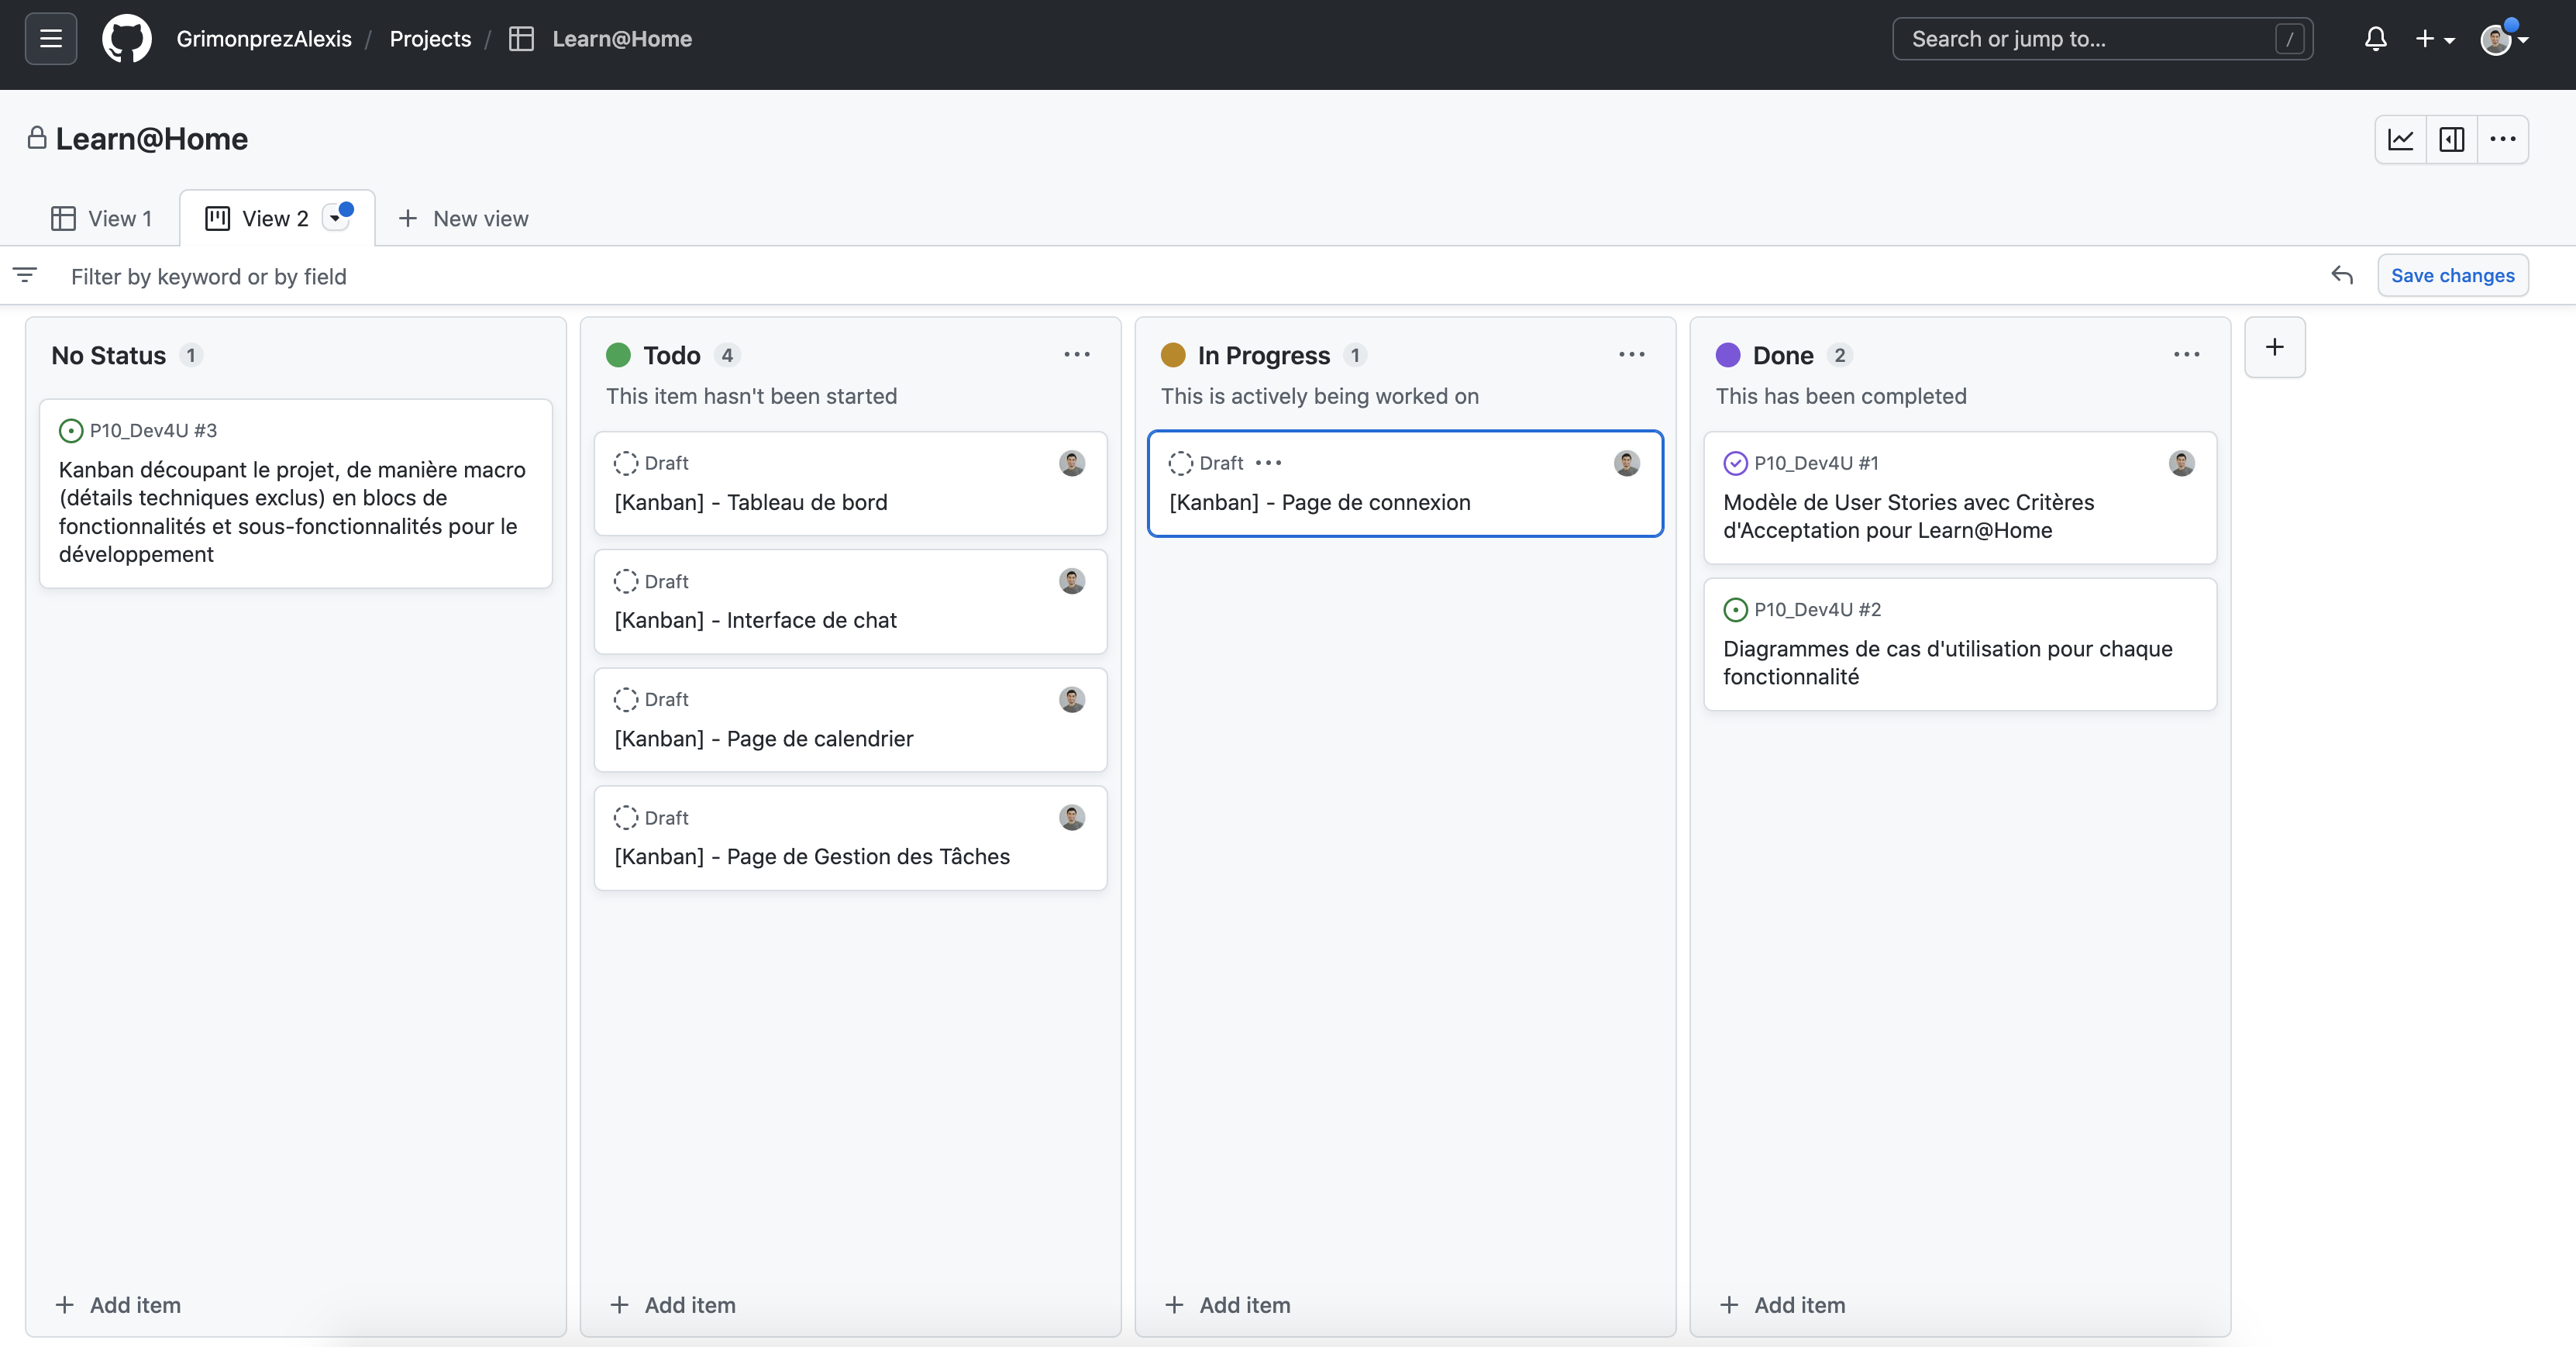 GrimonprezAlexis / Projects / Learn@Home
Search or jump to... /
Learn@Home
View 1
View 2
New view
Filter by keyword or by field
Save changes
No Status 1
P10_Dev4U #3
Kanban découpant le projet, de manière macro
(détails techniques exclus) en blocs de
fonctionnalités et sous-fonctionnalités pour le
développement
Add item
Todo 4
This item hasn't been started
Draft
[Kanban] - Tableau de bord
Draft
[Kanban] - Interface de chat
Draft
[Kanban] - Page de calendrier
Draft
[Kanban] - Page de Gestion des Tâches
Add item
In Progress 1
This is actively being worked on
Draft
[Kanban] - Page de connexion
Add item
Done 2
This has been completed
P10_Dev4U #1
Modèle de User Stories avec Critères
d'Acceptation pour Learn@Home
P10_Dev4U #2
Diagrammes de cas d'utilisation pour chaque
fonctionnalité
Add item